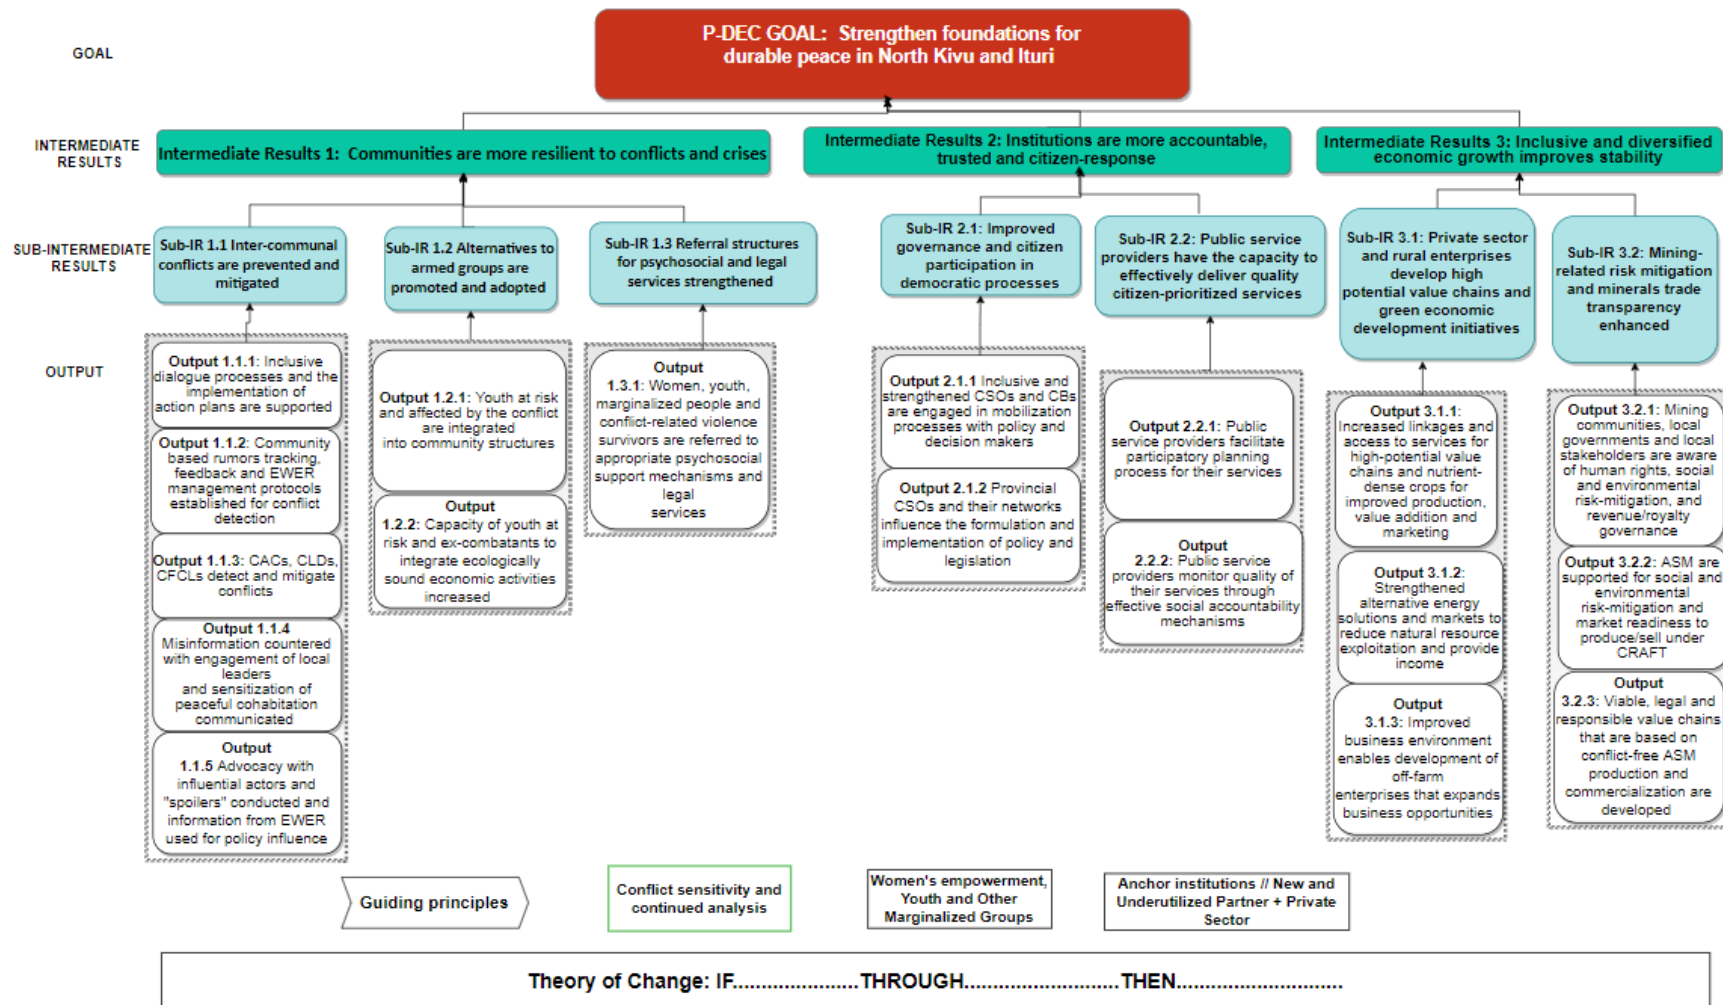 GOAL
P-DEC GOAL: Strengthen foundations for
durable peace in North Kivu and Ituri
INTERMEDIATE
RESULTS
Intermediate Results 1: Communities are more resilient to conflicts and crises
Intermediate Results 2: Institutions are more accountable,
trusted and citizen-response
Intermediate Results 3: Inclusive and diversified
economic growth improves stability
SUB-INTERMEDIATE
RESULTS
Sub-IR 1.1 Inter-communal
conflicts are prevented and
mitigated
Sub-IR 1.2 Alternatives to
armed groups are
promoted and adopted
Sub-IR 1.3 Referral structures
for psychosocial and legal
services strengthened
Sub-IR 2.1: Improved
governance and citizen
participation in
democratic processes
Sub-IR 2.2: Public service
providers have the capacity to
effectively deliver quality
citizen-prioritized services
Sub-IR 3.1: Private sector
and rural enterprises
develop high
potential value chains and
green economic
development initiatives
Sub-IR 3.2: Mining-
related risk mitigation
and minerals trade
transparency
enhanced
OUTPUT
Output 1.1.1: Inclusive
dialogue processes and the
implementation of
action plans are supported
Output 1.1.2: Community
based rumors tracking,
feedback and EWER
management protocols
established for conflict
detection
Output 1.1.3: CACs, CLDs,
CFCLs detect and mitigate
conflicts
Output 1.1.4
Misinformation countered
with engagement of local
leaders
and sensitization of
peaceful cohabitation
communicated
Output
1.1.5 Advocacy with
influential actors and
"spoilers" conducted and
information from EWER
used for policy influence
Output 1.2.1: Youth at risk
and affected by the conflict
are integrated
into community structures
Output
1.2.2: Capacity of youth at
risk and ex-combatants to
integrate ecologically
sound economic activities
increased
Output
1.3.1: Women, youth,
marginalized people and
conflict-related violence
survivors are referred to
appropriate psychosocial
support mechanisms and
legal
services
Output 2.1.1 Inclusive and
strengthened CSOs and CBs
are engaged in mobilization
processes with policy and
decision makers
Output 2.1.2 Provincial
CSOs and their networks
influence the formulation and
implementation of policy and
legislation
Output 2.2.1: Public
service providers facilitate
participatory planning
process for their services
Output
2.2.2: Public service
providers monitor quality of
their services through
effective social accountability
mechanisms
Output 3.1.1:
Increased linkages and
access to services for
high-potential value
chains and nutrient-
dense crops for
improved production,
value addition and
marketing
Output 3.1.2:
Strengthened
alternative energy
solutions and markets to
reduce natural resource
exploitation and provide
income
Output
3.1.3: Improved
business environment
enables development of
off-farm
enterprises that expands
business opportunities
Output 3.2.1: Mining
communities, local
governments and local
stakeholders are aware
of human rights, social
and environmental
risk-mitigation, and
revenue/royalty
governance
Output 3.2.2: ASM are
supported for social and
environmental
risk-mitigation and
market readiness to
produce/sell under
CRAFT
Output
3.2.3: Viable, legal and
responsible value chains
that are based on
conflict-free ASM
production and
commercialization are
developed
Guiding principles
Conflict sensitivity and
continued analysis
Women's empowerment,
Youth and Other
Marginalized Groups
Anchor institutions // New and
Underutilized Partner + Private
Sector
Theory of Change: IF......................THROUGH...........................THEN.............................